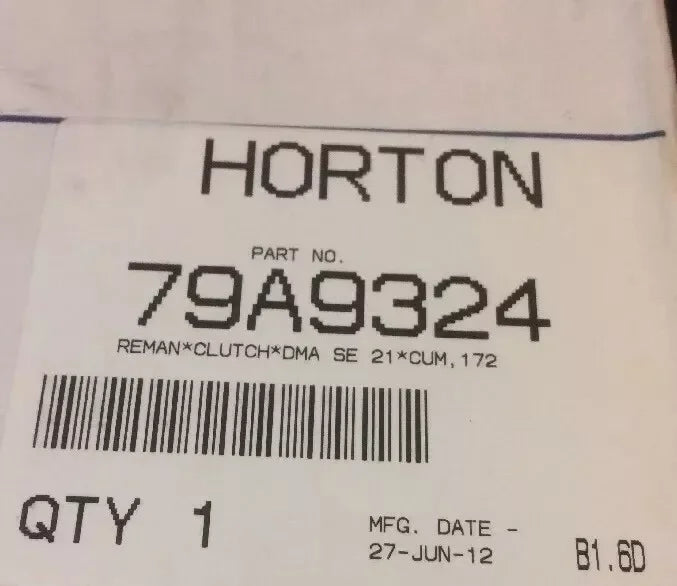 HORTON
PART NO.
79A9324
REMAN*CLUTCH*DMA SE 21*CUM,172
QTY 1
MFG. DATE -
27-JUN-12
B1.6D